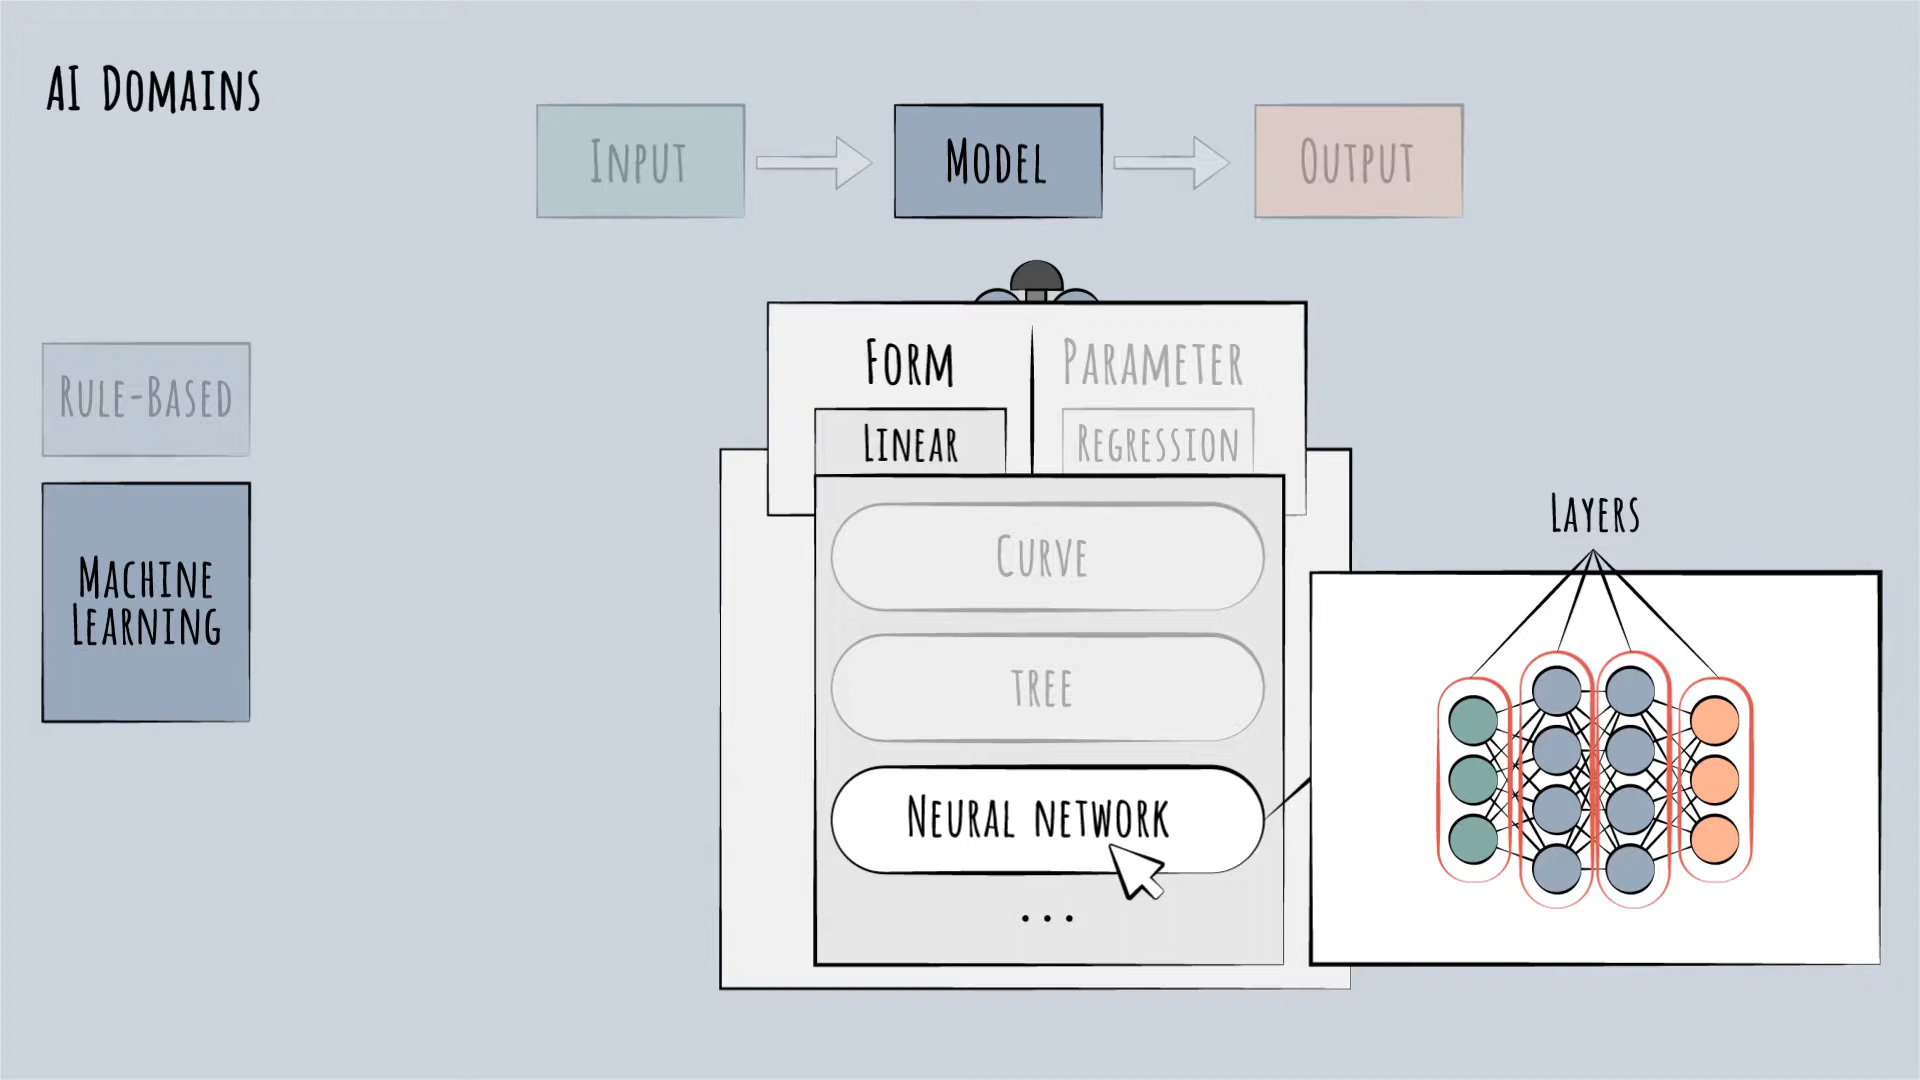 AI Domains
Input
Model
Output
Rule-Based
Machine
Learning
Form
Parameter
Linear
Regression
Curve
tree
Neural network
...
Layers